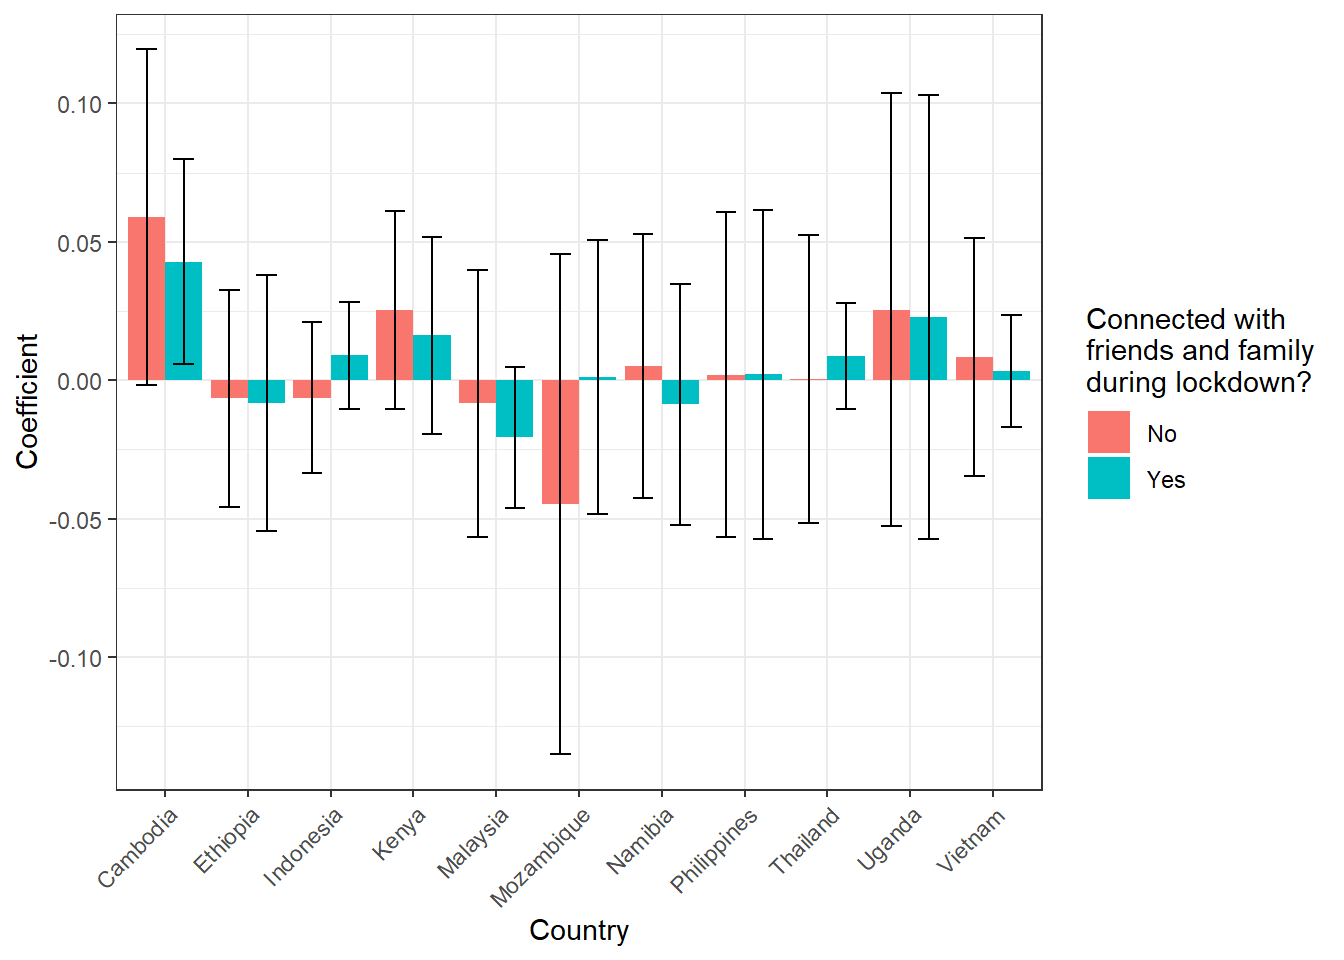 0.10
0.05
0.00
-0.05
-0.10
Coefficient
Cambodia
Ethiopia
Indonesia
Kenya
Malaysia
Mozambique
Namibia
Philippines
Thailand
Uganda
Vietnam
Country
Connected with
friends and family
during lockdown?
No
Yes